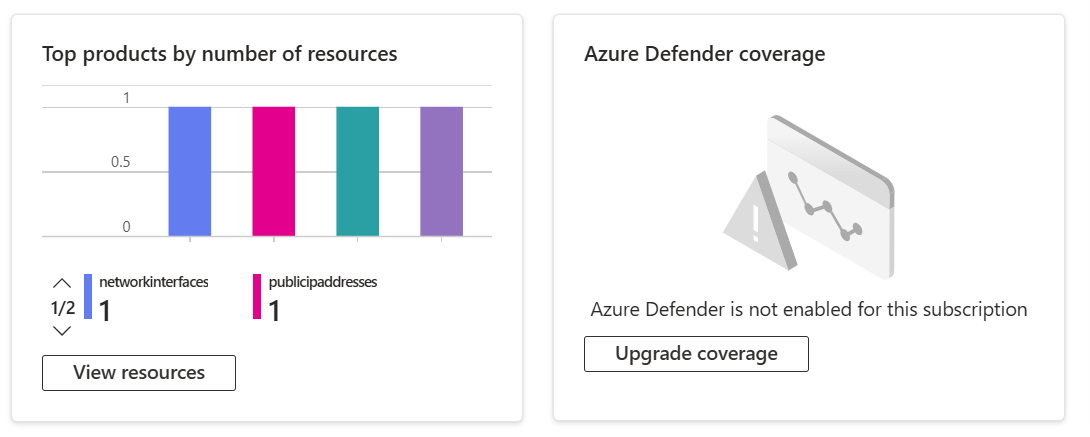 Top products by number of resources
1
0.5
0
networkinterfaces
1
publicipaddresses
1
1/2
View resources
Azure Defender coverage
Azure Defender is not enabled for this subscription
Upgrade coverage